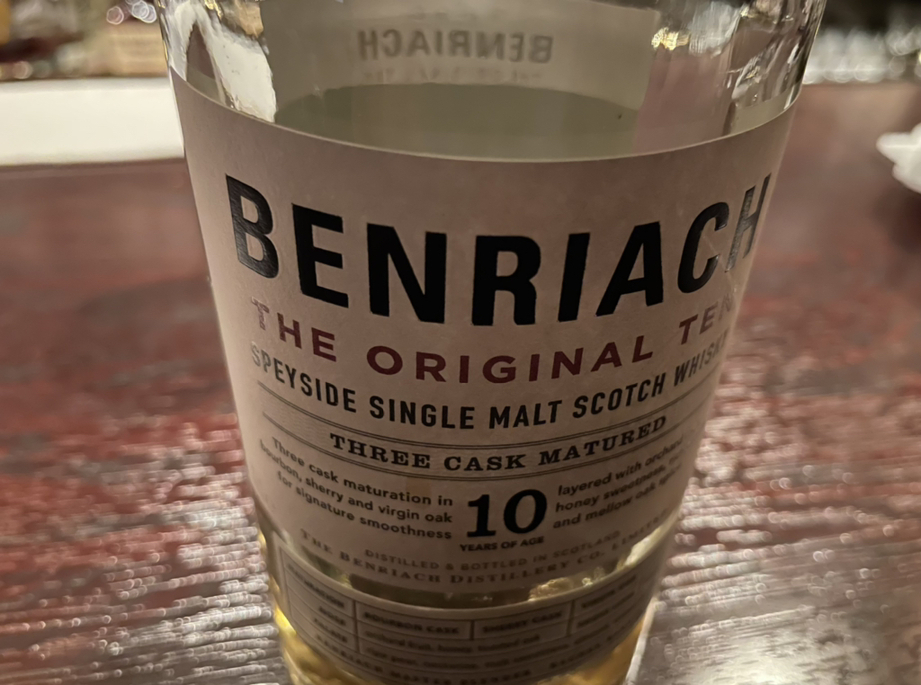 BENRIACH
BENRIACH
THE ORIGINAL TEN
SPEYSIDE SINGLE MALT SCOTCH WHISKY
THREE CASK MATURED
Three cask maturation in
bourbon, sherry and virgin oak
for signature smoothness
10
YEARS OF AGE
layered with orchard
honey sweetness,
and mellow oak
DISTILLED & BOTTLED IN SCOTLAND
THE BENRIACH DISTILLERY CO. LIMITED
BOURBON CASK
SHERRY CASK